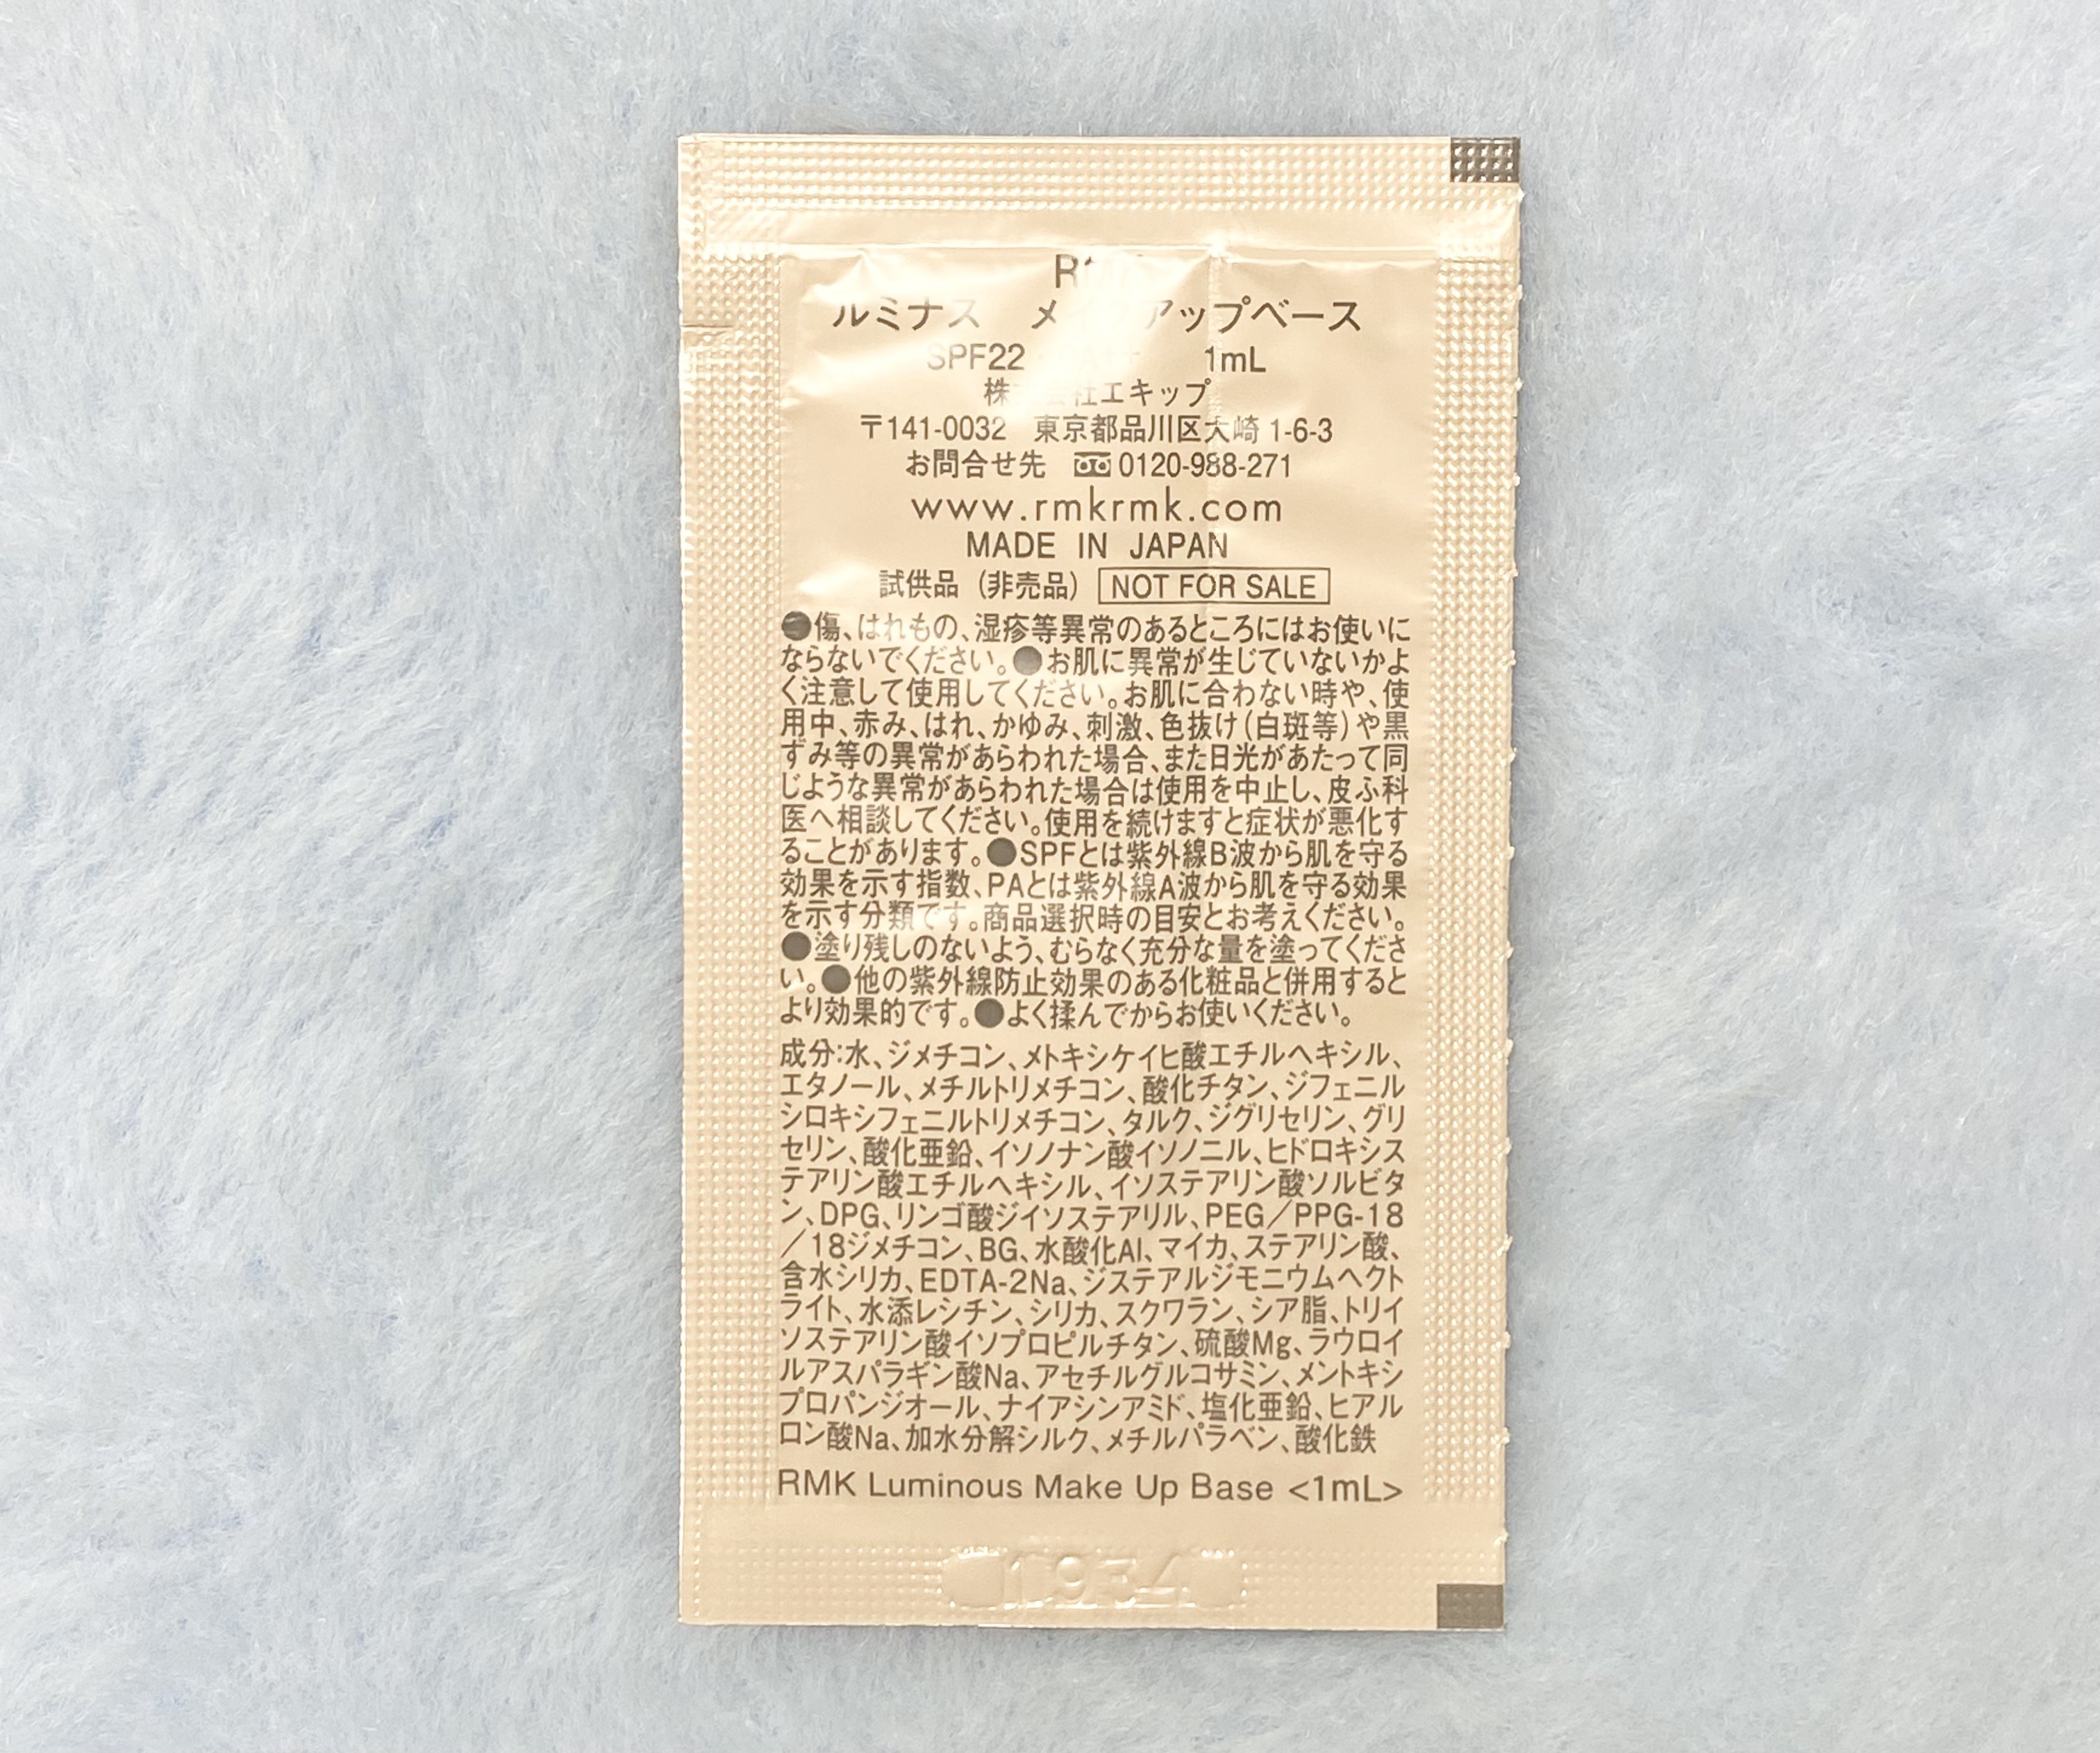 ルミナス メ アップベース
SPF22 1mL
株 社エキップ
〒141-0032 東京都品川区大崎 1-6-3
お問合せ先 0120-988-271
www.rmkrmk.com
MADE IN JAPAN
試供品（非売品） NOT FOR SALE
●傷、はれもの、湿疹等異常のあるところにはお使いに
ならないでください。●お肌に異常が生じていないかよ
く注意して使用してください。お肌に合わない時や、使
用中、赤み、はれ、かゆみ、刺激、色抜け（白斑等）や黒
ずみ等の異常があらわれた場合、また日光があたって同
じような異常があらわれた場合は使用を中止し、皮ふ科
医へ相談してください。使用を続けますと症状が悪化す
ることがあります。●SPFとは紫外線B波から肌を守る
効果を示す指数、PAとは紫外線A波から肌を守る効果
を示す分類です。商品選択時の目安とお考えください。
●塗り残しのないよう、むらなく充分な量を塗ってくださ
い。●他の紫外線防止効果のある化粧品と併用すると
より効果的です。●よく揉んでからお使いください。
成分:水、ジメチコン、メトキシケイヒ酸エチルヘキシル、
エタノール、メチルトリメチコン、酸化チタン、ジフェニル
シロキシフェニルトリメチコン、タルク、ジグリセリン、グリ
セリン、酸化亜鉛、イソノナン酸イソノニル、ヒドロキシス
テアリン酸エチルヘキシル、イソステアリン酸ソルビタ
ン、DPG、リンゴ酸ジイソステアリル、PEG／PPG-18
／18ジメチコン、BG、水酸化Al、マイカ、ステアリン酸、
含水シリカ、EDTA-2Na、ジステアルジモニウムヘクト
ライト、水添レシチン、シリカ、スクワラン、シア脂、トリイ
ソステアリン酸イソプロピルチタン、硫酸Mg、ラウロイ
ルアスパラギン酸Na、アセチルグルコサミン、メントキシ
プロパンジオール、ナイアシンアミド、塩化亜鉛、ヒアル
ロン酸Na、加水分解シルク、メチルパラベン、酸化鉄
RMK Luminous Make Up Base <1mL>
1934